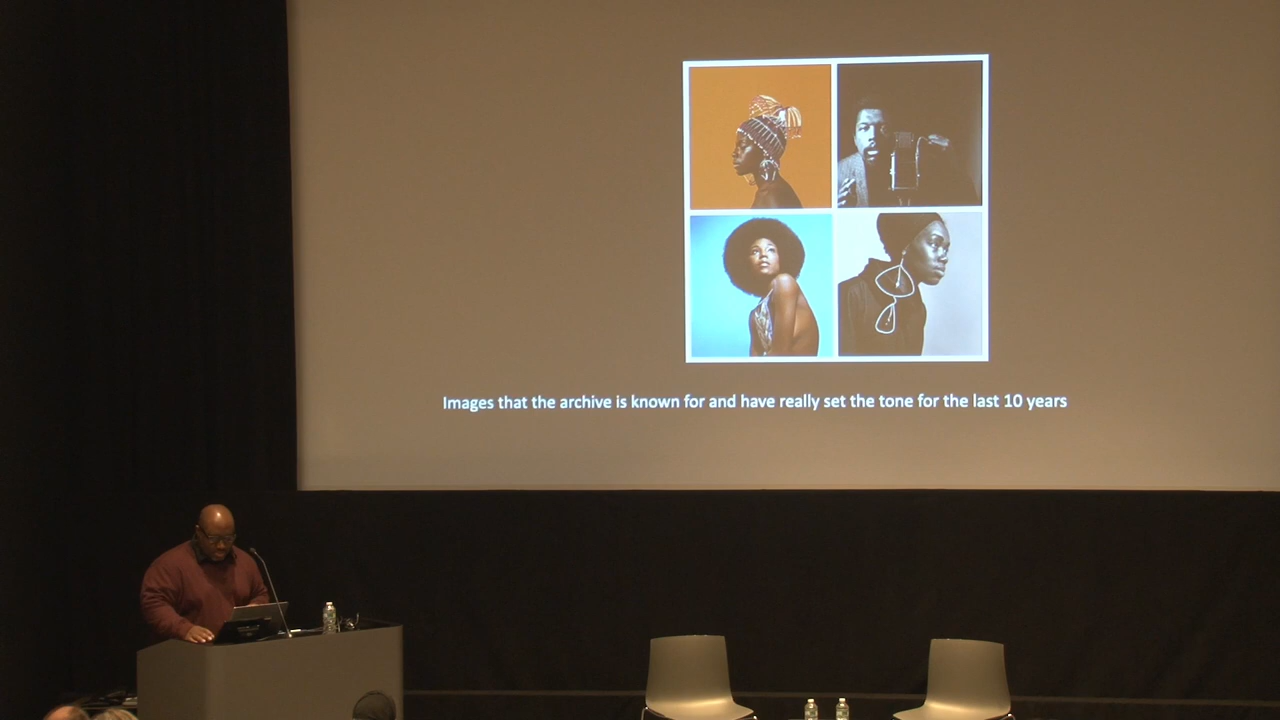 Images that the archive is known for and have really set the tone for the last 10 years